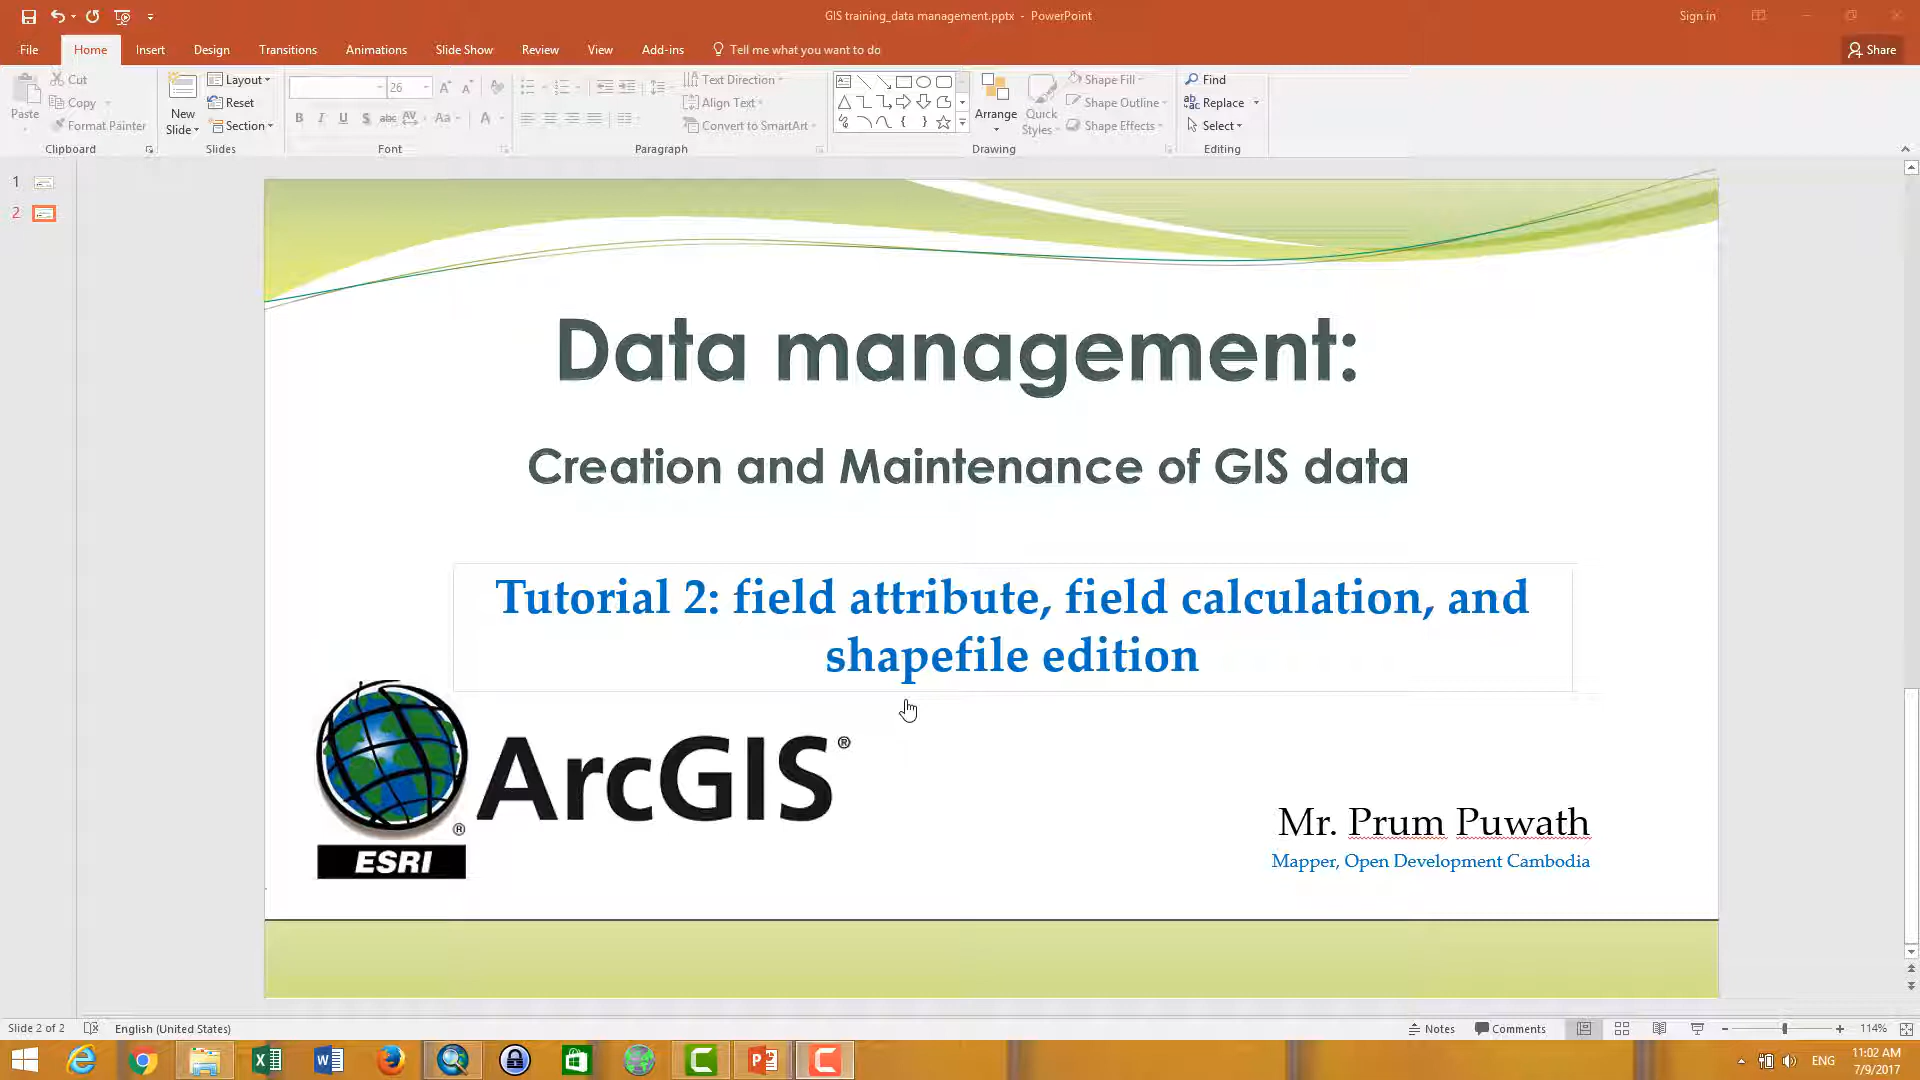 GIS training_data management.pptx - PowerPoint
Sign in
File
Home
Insert
Design
Transitions
Animations
Slide Show
Review
View
Add-ins
Tell me what you want to do
Share
Paste
Cut
Copy
Format Painter
Clipboard
New
Slide
Layout
Reset
Section
Slides
26
B I U S abc AV Aa A
Font
Text Direction
Align Text
Convert to SmartArt
Paragraph
Arrange
Quick
Styles
Shape Fill
Shape Outline
Shape Effects
Drawing
Find
Replace
Select
Editing
1
2
Data management:
Creation and Maintenance of GIS data
Tutorial 2: field attribute, field calculation, and
shapefile edition
ArcGIS®
®
ESRI
Mr. Prum Puwath
Mapper, Open Development Cambodia
Slide 2 of 2
English (United States)
Notes
Comments
114%
ENG
11:02 AM
7/9/2017